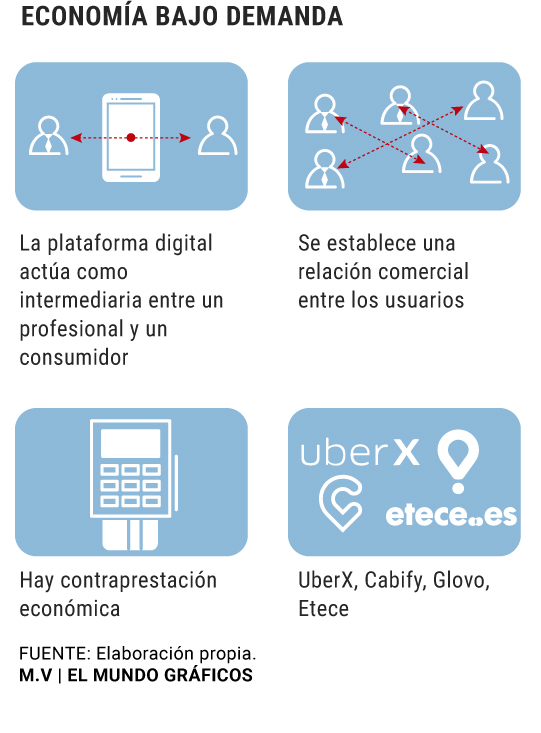 ECONOMÍA BAJO DEMANDA
La plataforma digital
actúa como
intermediaria entre un
profesional y un
consumidor
Se establece una
relación comercial
entre los usuarios
uberX
etece.es
Hay contraprestación
económica
UberX, Cabify, Glovo,
Etece
FUENTE: Elaboración propia.
M.V | EL MUNDO GRÁFICOS